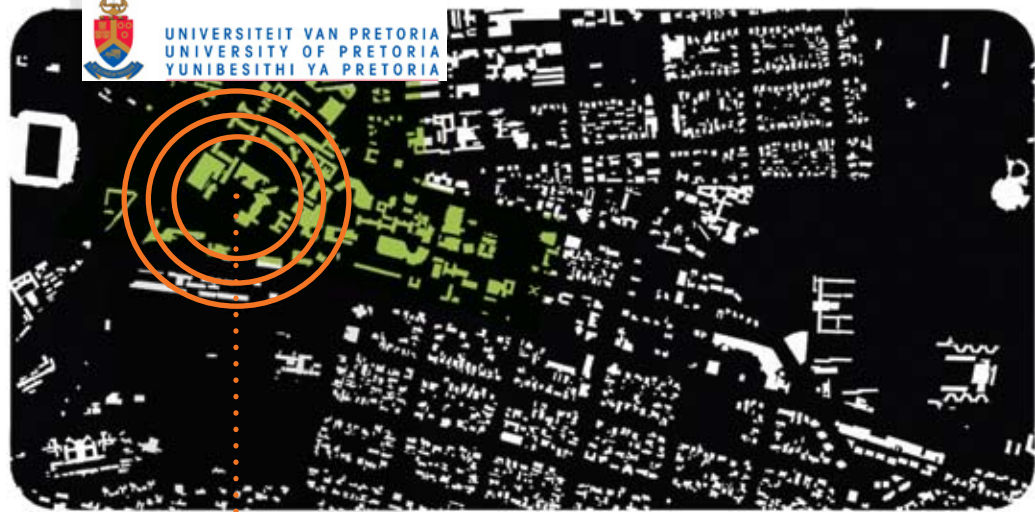 UNIVERSITEIT VAN PRETORIA
UNIVERSITY OF PRETORIA
YUNIBESITHI YA PRETORIA